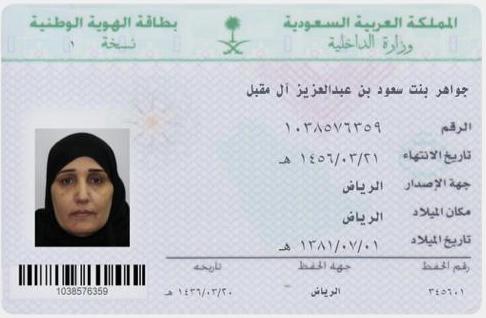 المملكة العربية السعودية
وزارة الداخلية
بطاقة الهوية الوطنية
نسخة ١
جواهر بنت سعود بن عبدالعزيز آل مقبل
الرقم ١٠٣٨٥٧٦٣٥٩
تاريخ الانتهاء ١٤٥٦/٠٣/٢١ هـ
جهة الإصدار الرياض
مكان الميلاد الرياض
تاريخ الميلاد ١٣٨١/٠٧/٠١ هـ
رقم الحفظ جهة الحفظ تاريخه
٣٤٥٦٠١ الرياض ١٤٣٦/٠٣/٢٠ هـ
1038576359